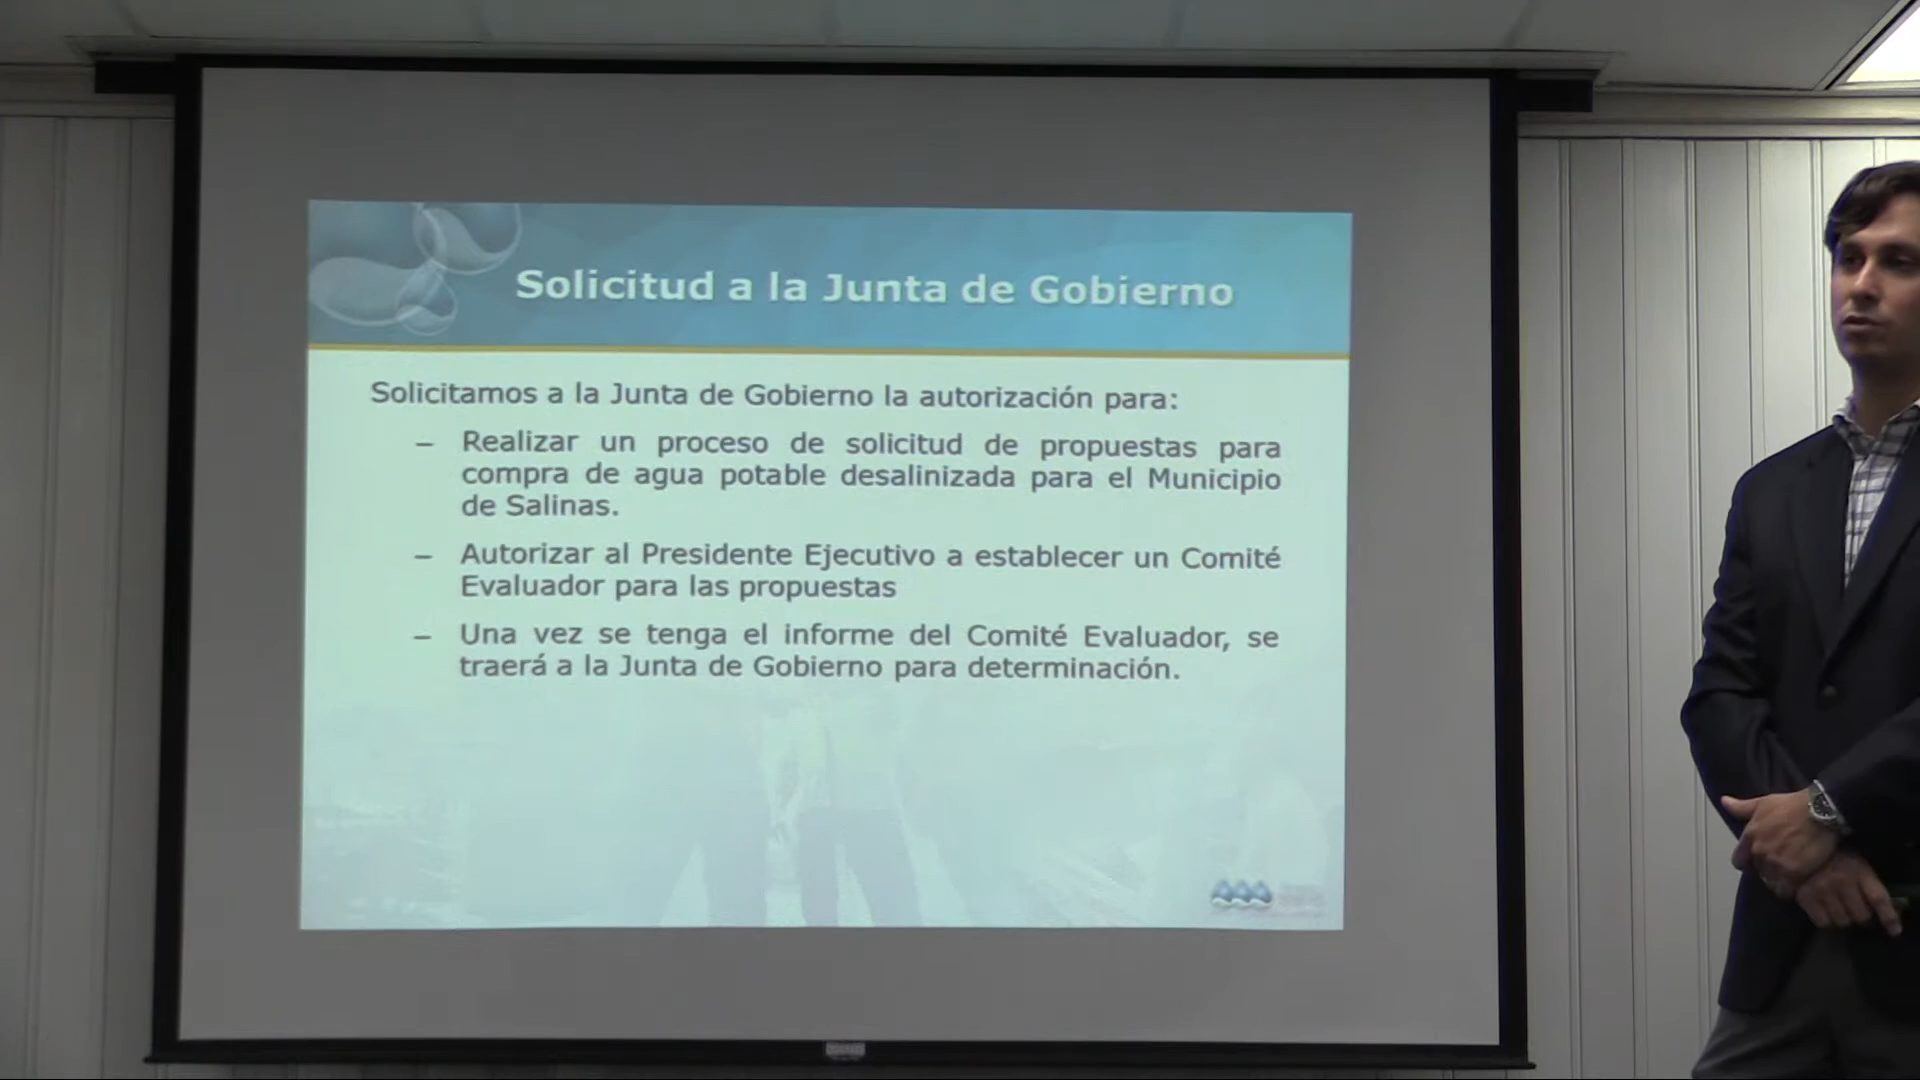 Solicitud a la Junta de Gobierno
Solicitamos a la Junta de Gobierno la autorización para:
– Realizar un proceso de solicitud de propuestas para
compra de agua potable desalinizada para el Municipio
de Salinas.
– Autorizar al Presidente Ejecutivo a establecer un Comité
Evaluador para las propuestas
– Una vez se tenga el informe del Comité Evaluador, se
traerá a la Junta de Gobierno para determinación.